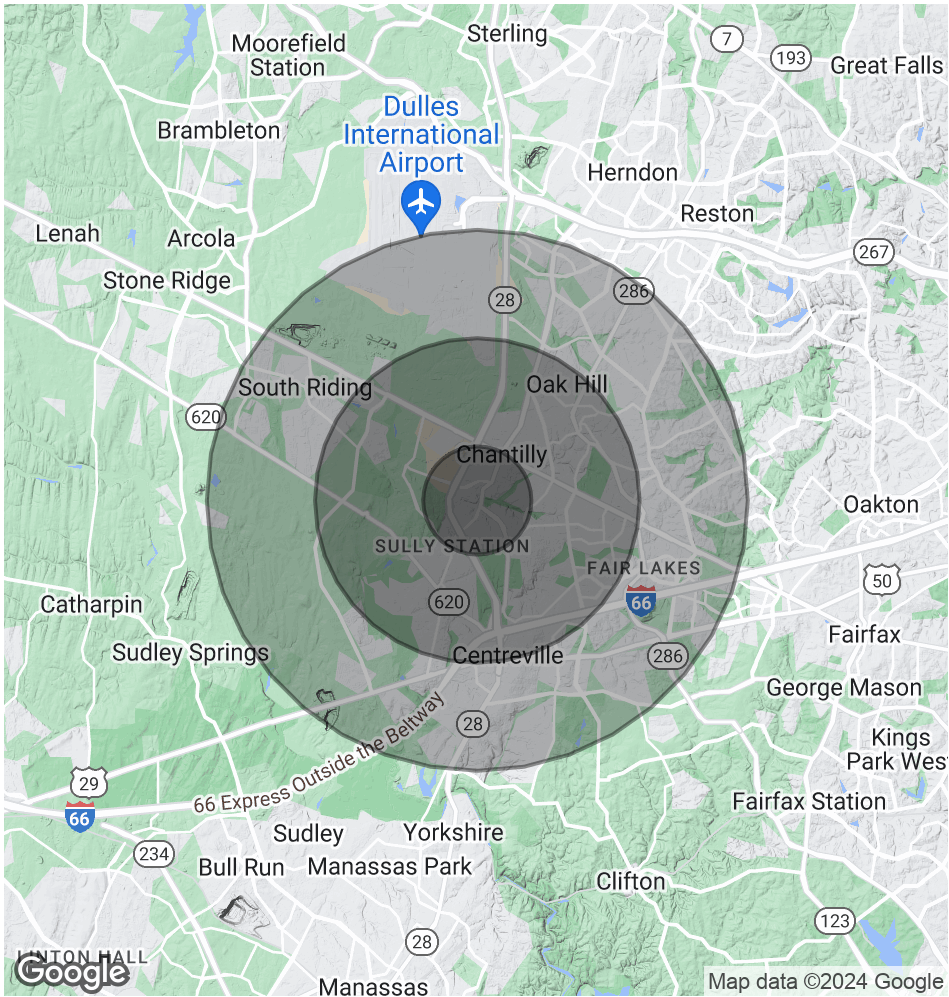 Sterling
7
Moorefield
Station
193
Great Falls
Dulles
International
Airport
Brambleton
Herndon
Reston
Lenah
Arcola
267
Stone Ridge
286
28
South Riding
Oak Hill
620
Chantilly
Oakton
SULLY STATION
FAIR LAKES
50
620
66
Catharpin
Fairfax
Sudley Springs
Centreville
286
George Mason
28
Kings
Park Wes
29
66 Express Outside the Beltway
66
Fairfax Station
Sudley
Yorkshire
234
Bull Run
Manassas Park
Clifton
123
28
LINTON HALL
Google
Manassas
Map data ©2024 Google